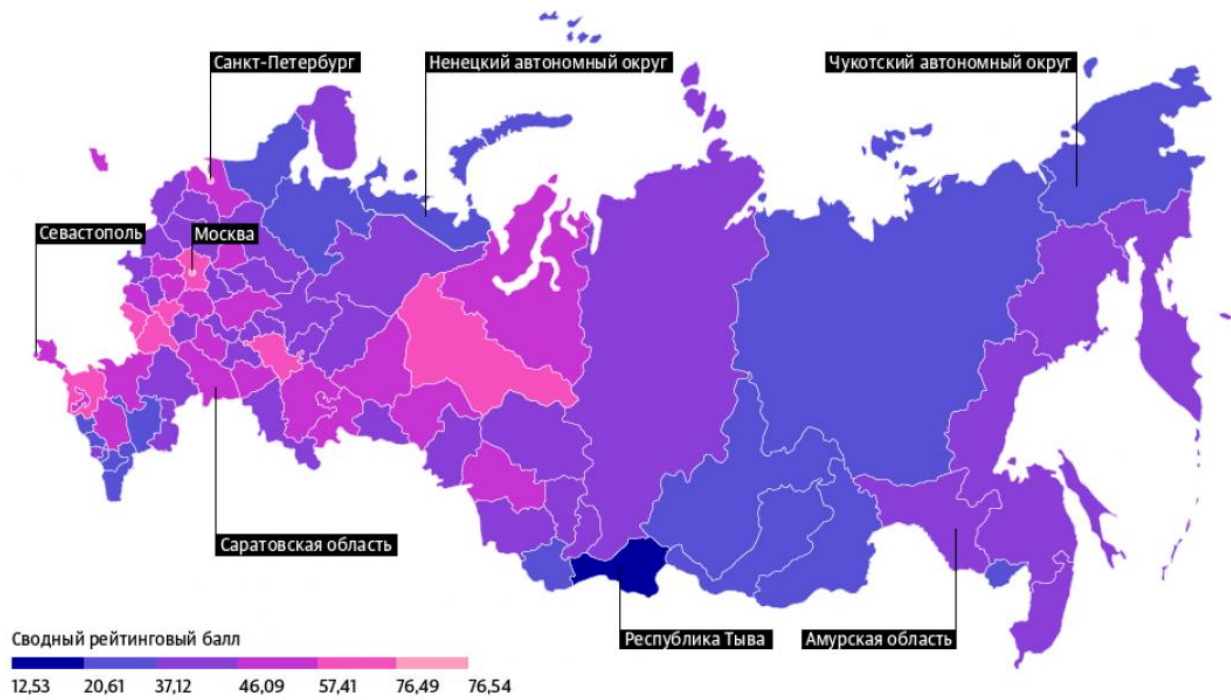 Санкт-Петербург
Ненецкий автономный округ
Чукотский автономный округ
Севастополь
Москва
Саратовская область
Республика Тыва
Амурская область
Сводный рейтинговый балл
12,53 20,61 37,12 46,09 57,41 76,49 76,54